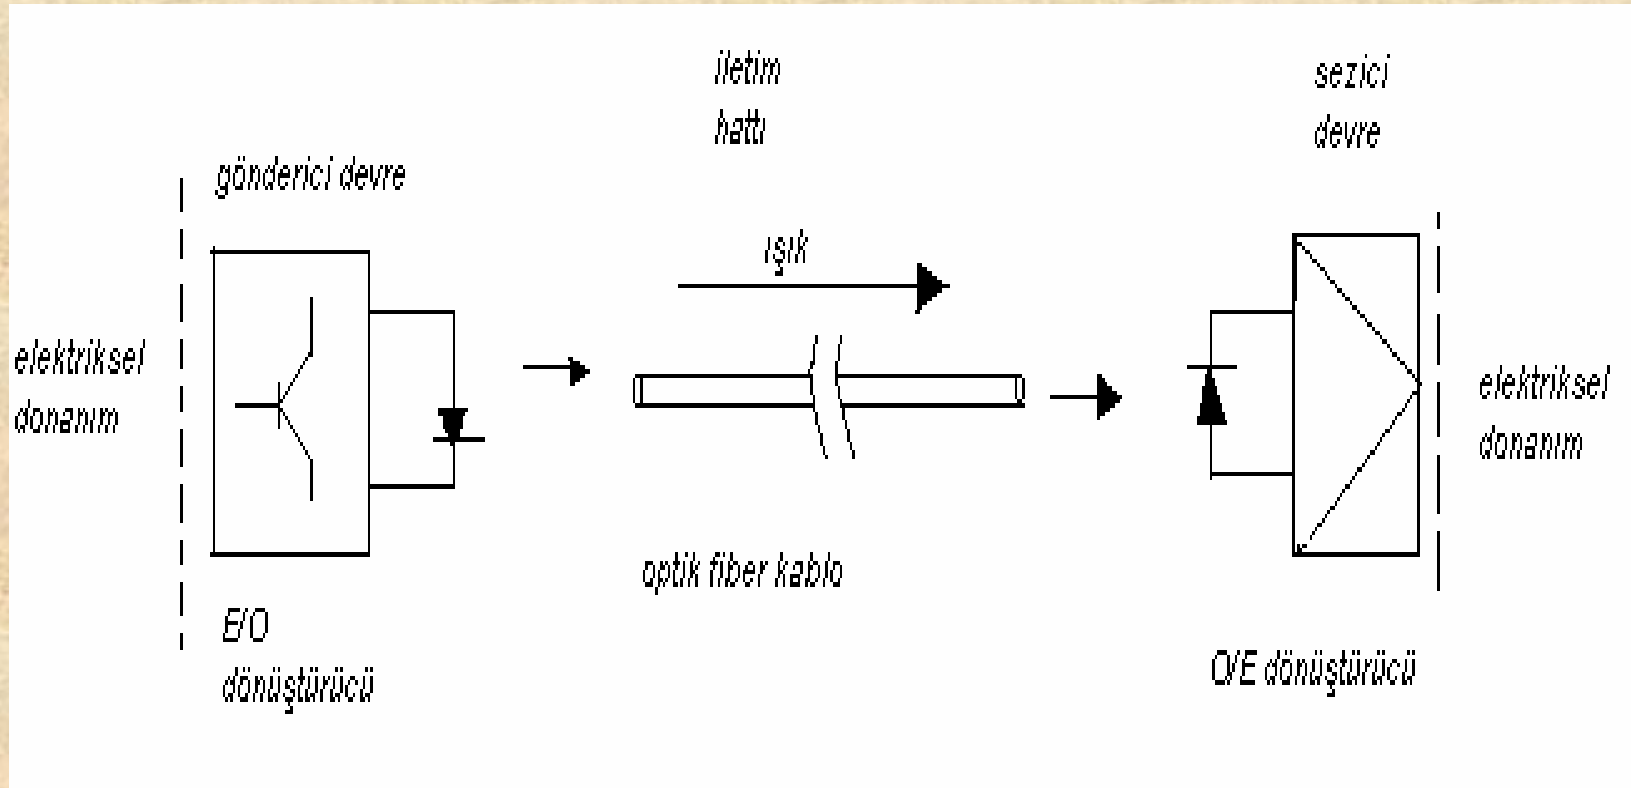 iletim
hattı
sezici
devre
gönderici devre
ışık
elektriksel
donanım
elektriksel
donanım
optik fiber kablo
E/O
dönüştürücü
O/E dönüştürücü